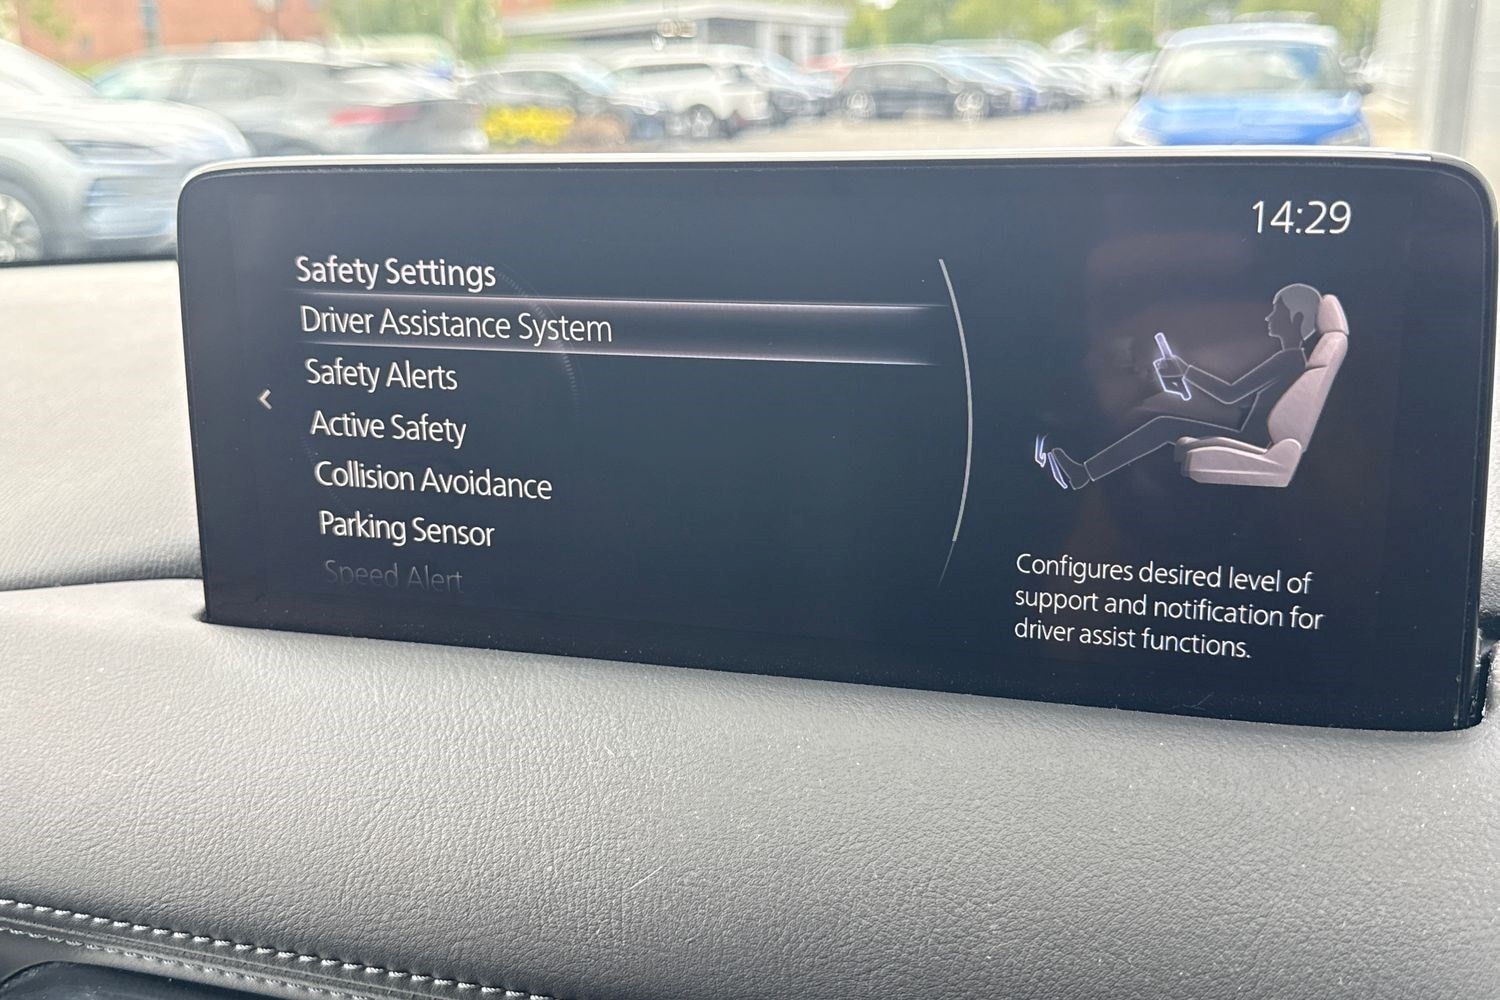 14:29
Safety Settings
Driver Assistance System
Safety Alerts
Active Safety
Collision Avoidance
Parking Sensor
Speed Alert
Configures desired level of
support and notification for
driver assist functions.